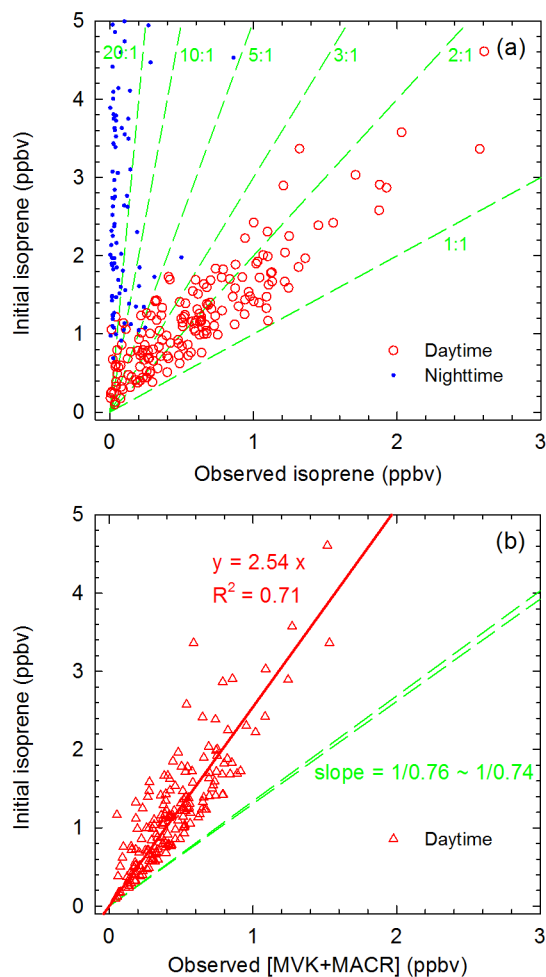 (a)
20:1 10:1 5:1 3:1 2:1
1:1
5
4
3
2
1
0
Initial isoprene (ppbv)
Daytime
Nighttime
0 1 2 3
Observed isoprene (ppbv)
(b)
y = 2.54 x
R² = 0.71
5
4
3
2
1
0
Initial isoprene (ppbv)
slope = 1/0.76 ~ 1/0.74
Daytime
0 1 2 3
Observed [MVK+MACR] (ppbv)